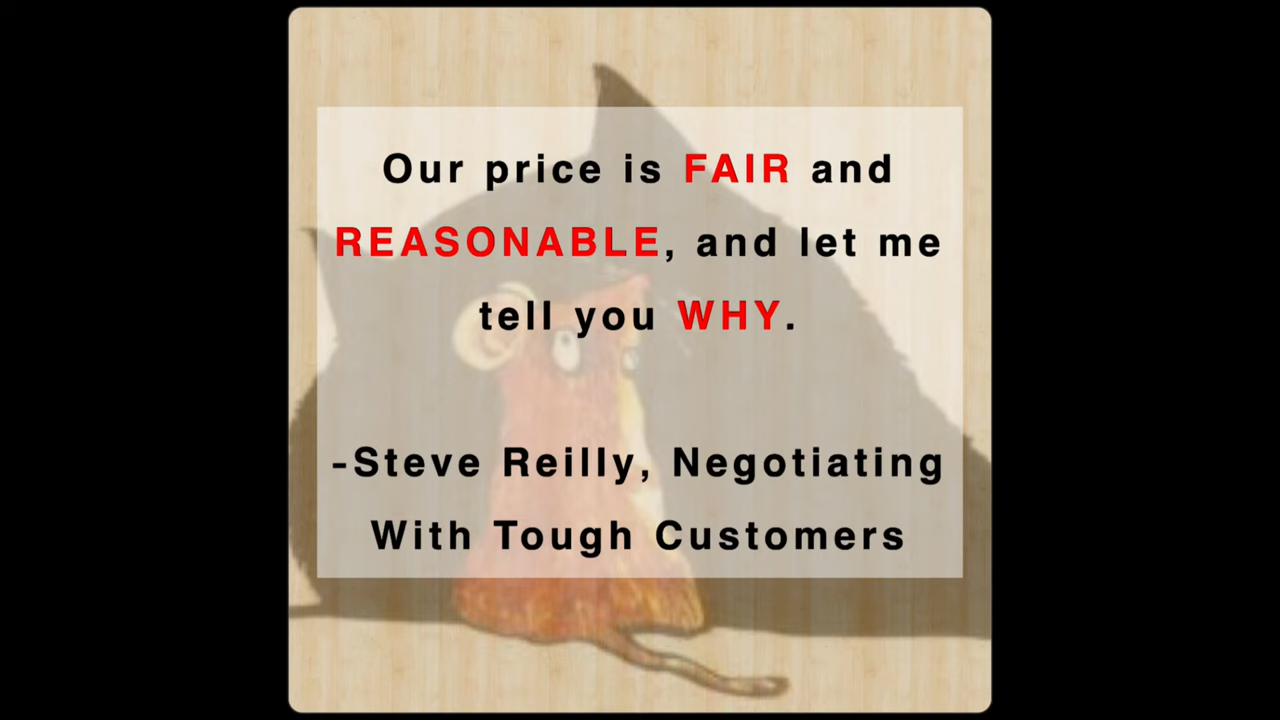 Our price is FAIR and
REASONABLE, and let me
tell you WHY.
-Steve Reilly, Negotiating
With Tough Customers